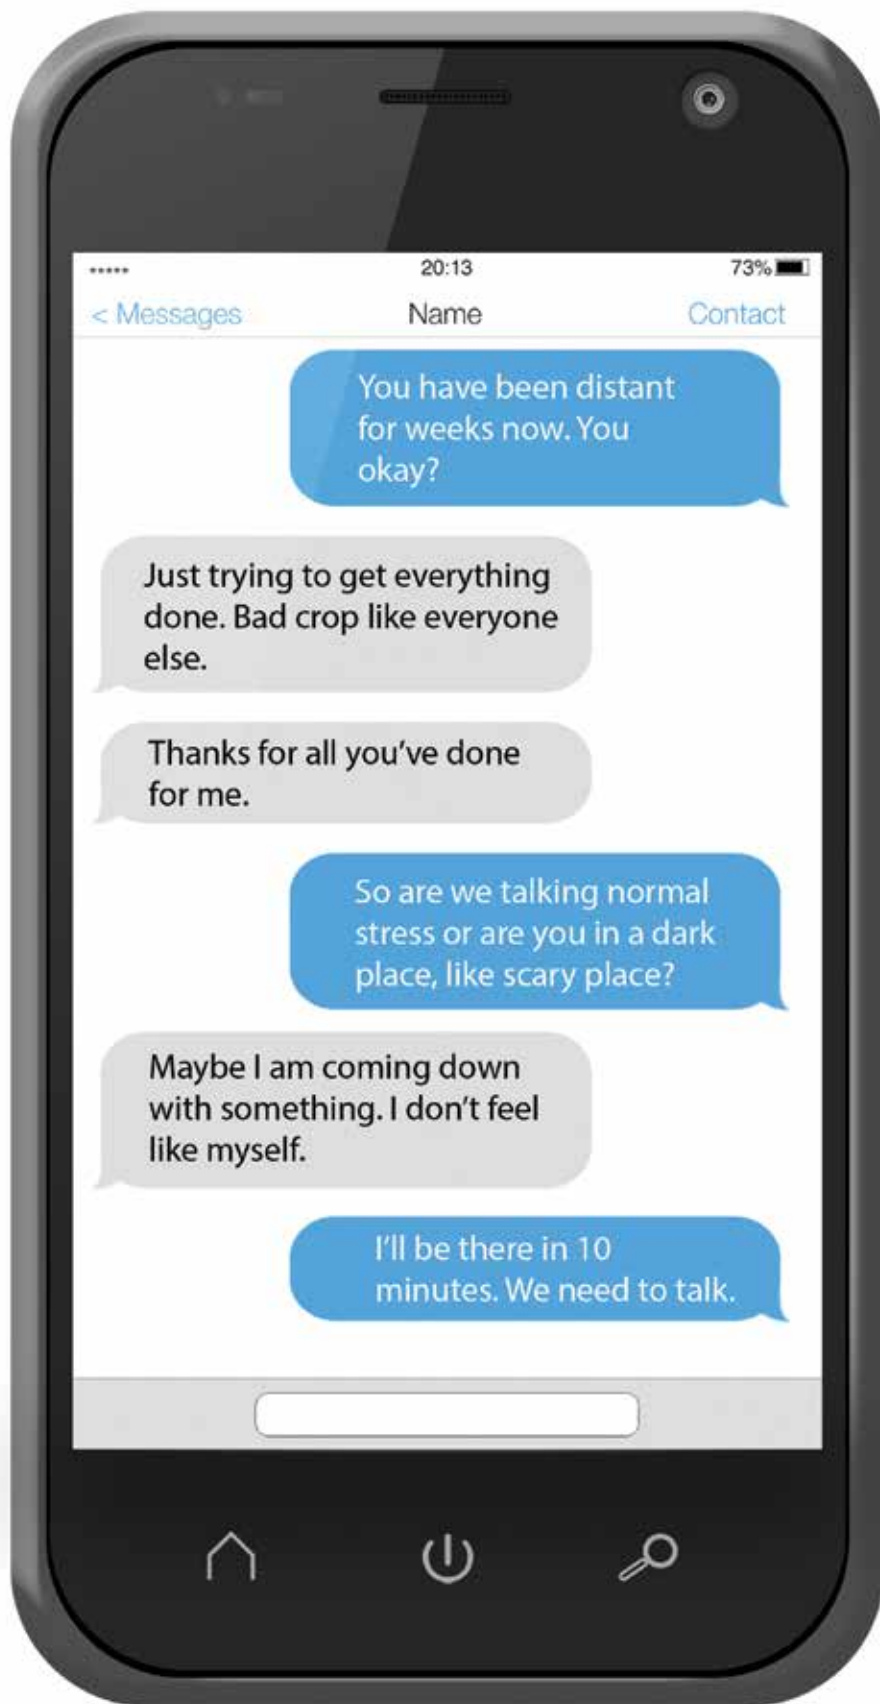 20:13
73%
< Messages
Name
Contact
You have been distant
for weeks now. You
okay?
Just trying to get everything
done. Bad crop like everyone
else.
Thanks for all you've done
for me.
So are we talking normal
stress or are you in a dark
place, like scary place?
Maybe I am coming down
with something. I don't feel
like myself.
I'll be there in 10
minutes. We need to talk.